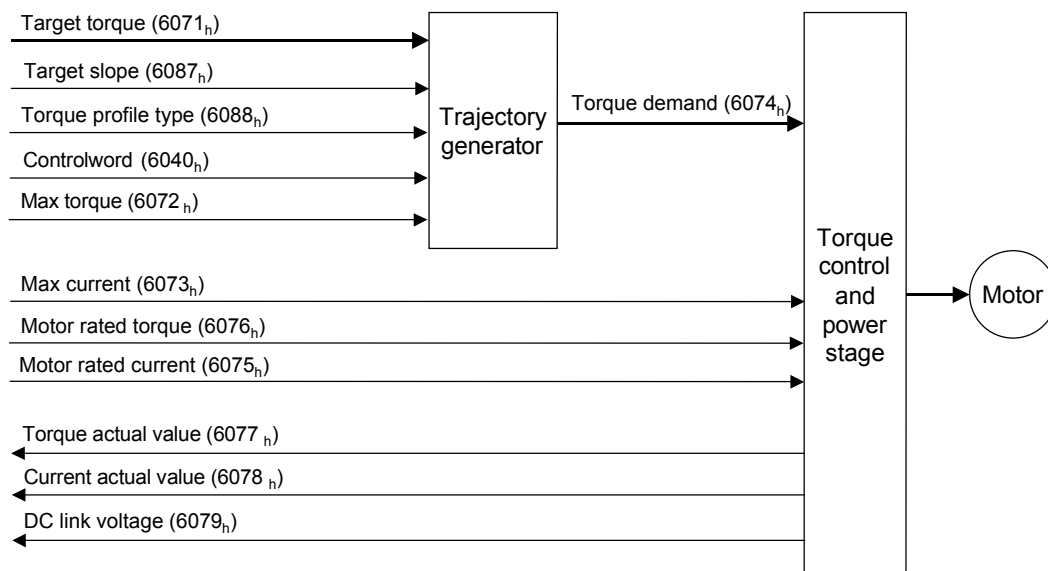 Target torque (6071h)
Target slope (6087h)
Torque profile type (6088h)
Controlword (6040h)
Max torque (6072 h)
Trajectory
generator
Torque demand (6074h)
Max current (6073h)
Motor rated torque (6076h)
Motor rated current (6075h)
Torque actual value (6077 h)
Current actual value (6078 h)
DC link voltage (6079h)
Torque
control
and
power
stage
Motor